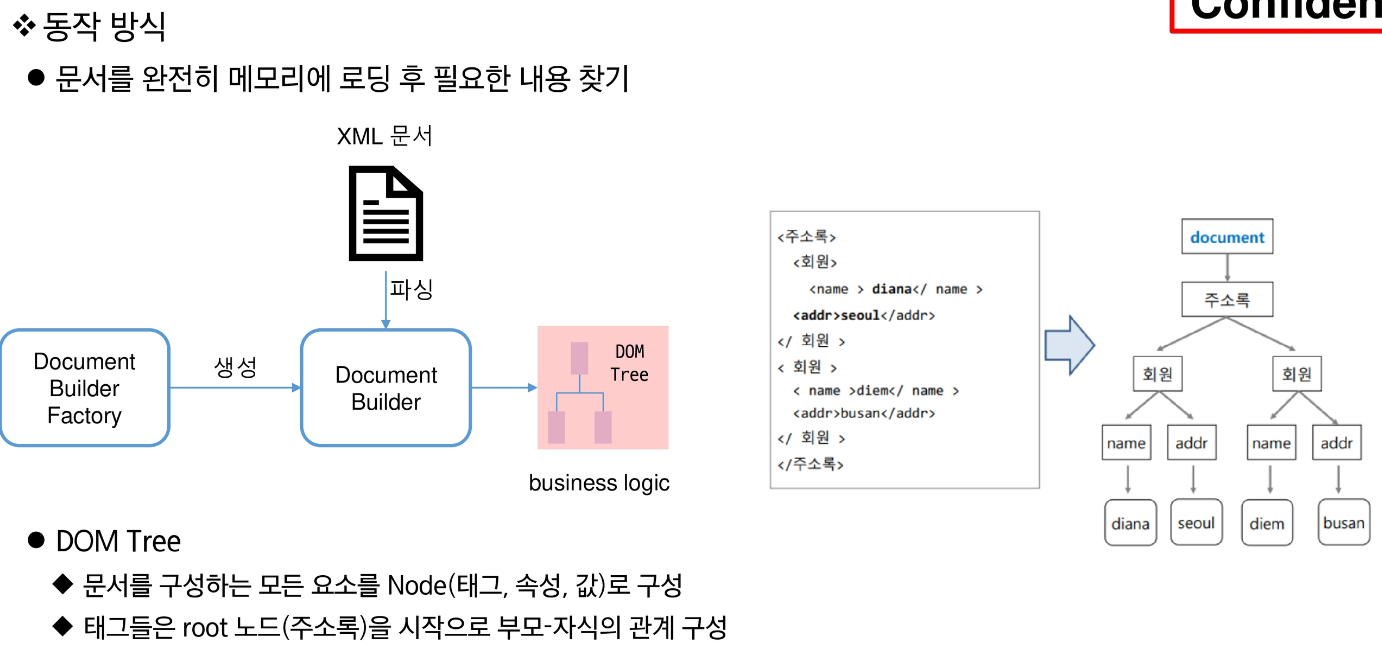 Confiden
❖ 동작 방식
● 문서를 완전히 메모리에 로딩 후 필요한 내용 찾기
XML 문서
파싱
Document
Builder
Factory
생성
Document
Builder
DOM
Tree
business logic
<주소록>
<회원>
<name > diana</ name >
<addr>seoul</addr>
</ 회원 >
< 회원 >
< name >diem</ name >
<addr>busan</addr>
</ 회원 >
</주소록>
document
주소록
회원 회원
name addr name addr
diana seoul diem busan
● DOM Tree
◆ 문서를 구성하는 모든 요소를 Node(태그, 속성, 값)로 구성
◆ 태그들은 root 노드(주소록)을 시작으로 부모-자식의 관계 구성